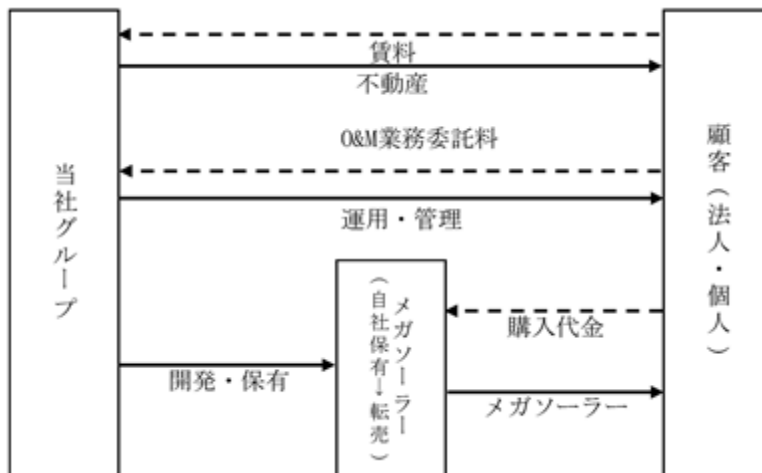 賃料
不動産
O&M業務委託料
運用・管理
当社グループ
顧客(法人・個人)
メガソーラー
(自社保有→転売)
購入代金
開発・保有
メガソーラー